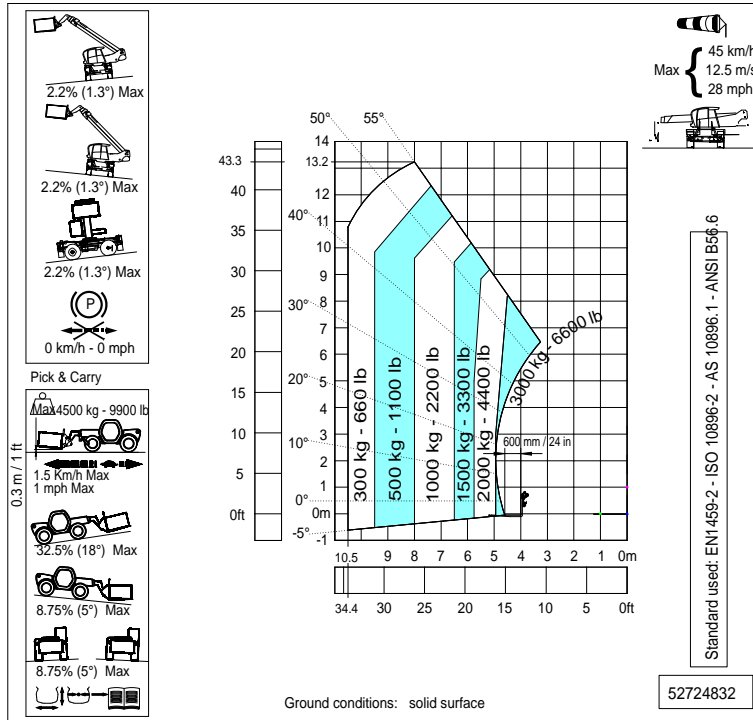 2.2% (1.3°) Max
2.2% (1.3°) Max
2.2% (1.3°) Max
P
0 km/h - 0 mph
Pick & Carry
Max4500 kg - 9900 lb
0.3 m / 1 ft
1.5 Km/h Max
1 mph Max
32.5% (18°) Max
8.75% (5°) Max
8.75% (5°) Max
43.3
40
35
30
25
20
15
10
5
0ft
14
13.2
12
11
10
9
8
7
6
5
4
3
2
1
0m
-1
55°
50°
40°
30°
20°
10°
0°
-5°
300 kg - 660 lb
500 kg - 1100 lb
1000 kg - 2200 lb
1500 kg - 3300 lb
2000 kg - 4400 lb
3000 kg - 6600 lb
600 mm / 24 in
10.5 9 8 7 6 5 4 3 2 1 0m
34.4 30 25 20 15 10 5 0ft
Ground conditions: solid surface
45 km/h
Max { 12.5 m/s
28 mph
Standard used: EN1459-2 - ISO 10896-2 - AS 10896.1 - ANSI B56.6
52724832